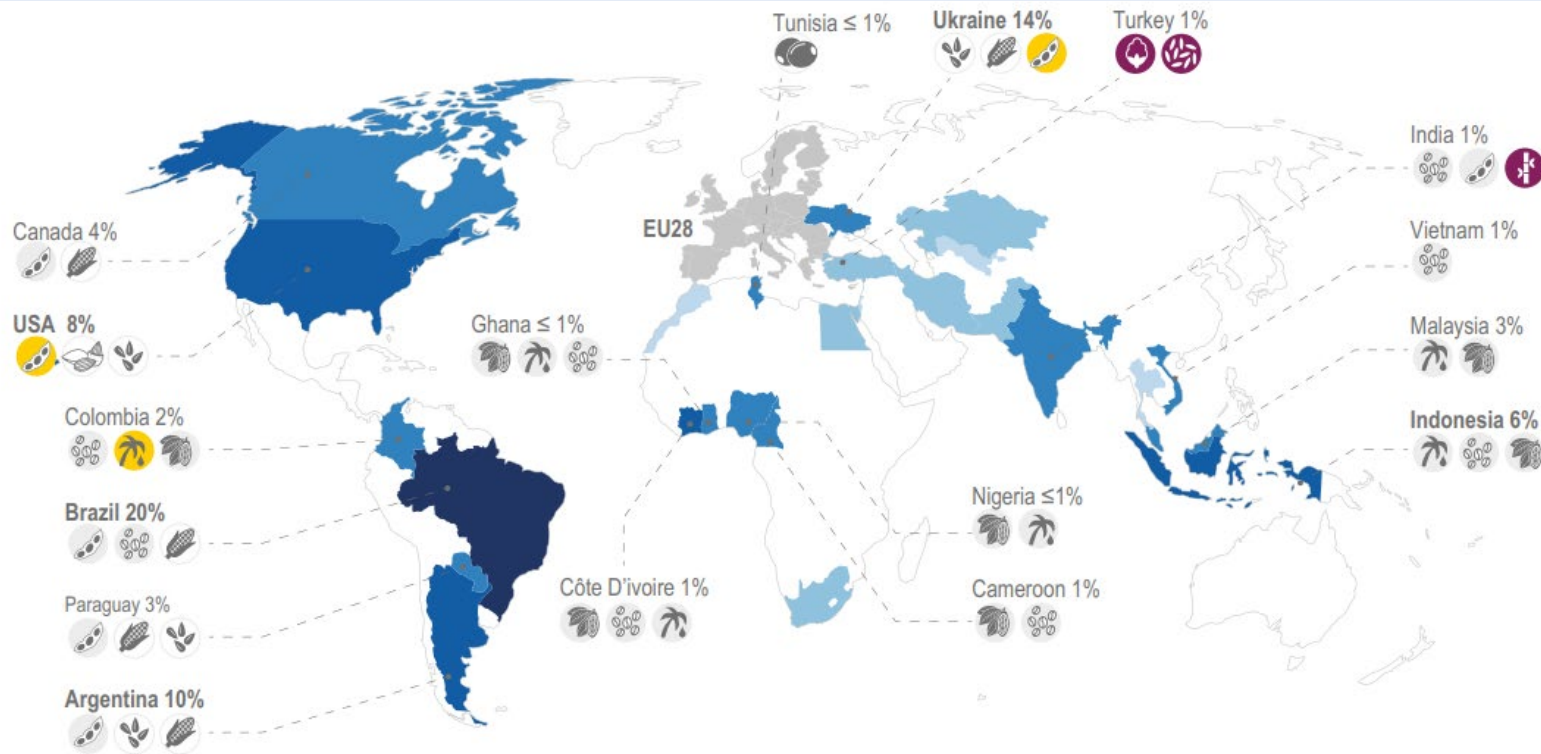 Tunisia ≤ 1%
Ukraine 14%
Turkey 1%
India 1%
Canada 4%
EU28
Vietnam 1%
USA 8%
Ghana ≤ 1%
Malaysia 3%
Colombia 2%
Indonesia 6%
Brazil 20%
Nigeria ≤1%
Côte D'ivoire 1%
Cameroon 1%
Paraguay 3%
Argentina 10%